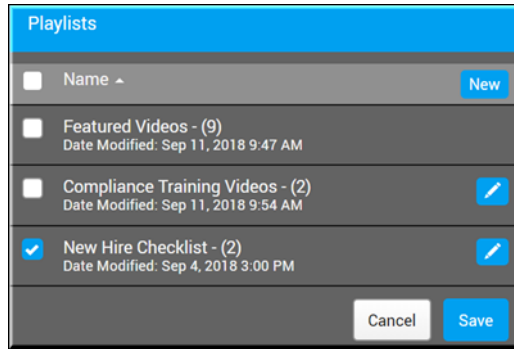 Playlists
Name
New
Featured Videos - (9)
Date Modified: Sep 11, 2018 9:47 AM
Compliance Training Videos - (2)
Date Modified: Sep 11, 2018 9:54 AM
New Hire Checklist - (2)
Date Modified: Sep 4, 2018 3:00 PM
Cancel
Save